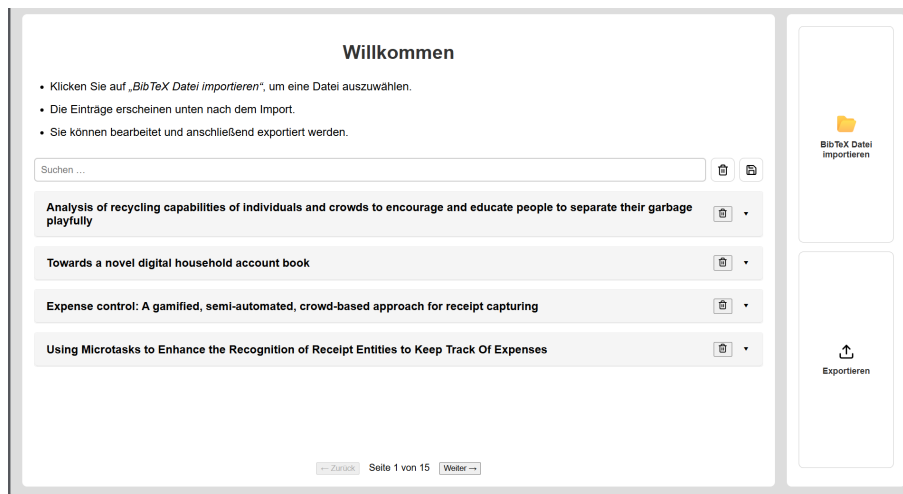 Willkommen
• Klicken Sie auf „BibTeX Datei importieren“, um eine Datei auszuwählen.
• Die Einträge erscheinen unten nach dem Import.
• Sie können bearbeitet und anschließend exportiert werden.
Suchen …
Analysis of recycling capabilities of individuals and crowds to encourage and educate people to separate their garbage
playfully
Towards a novel digital household account book
Expense control: A gamified, semi-automated, crowd-based approach for receipt capturing
Using Microtasks to Enhance the Recognition of Receipt Entities to Keep Track Of Expenses
← Zurück Seite 1 von 15 Weiter →
BibTeX Datei
importieren
Exportieren